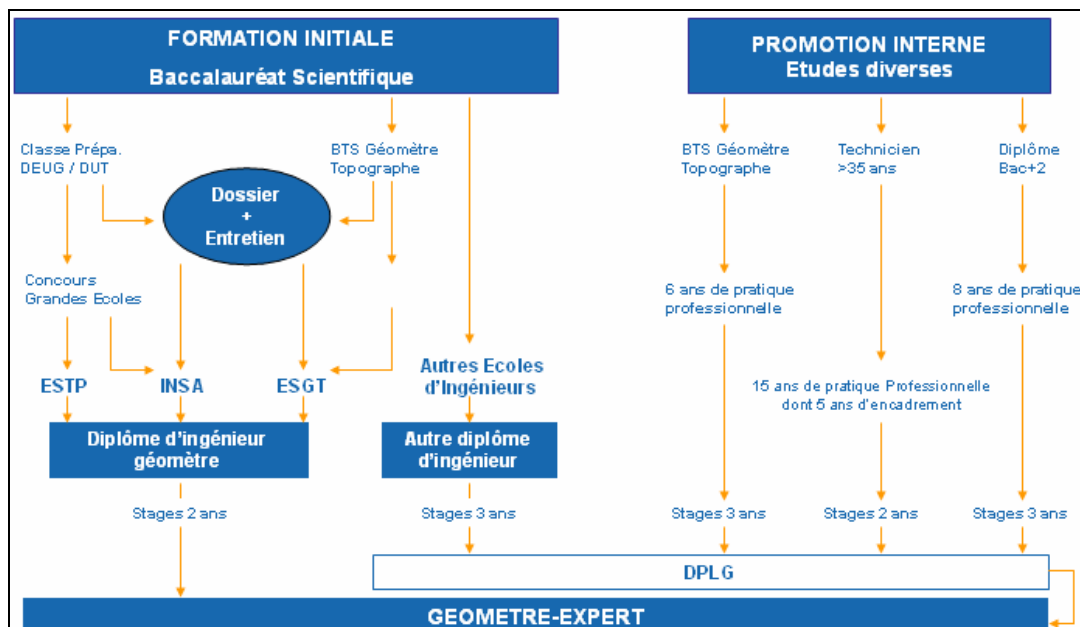 FORMATION INITIALE
Baccalauréat Scientifique
PROMOTION INTERNE
Etudes diverses
Classe Prépa.
DEUG / DUT
BTS Géomètre
Topographe
BTS Géomètre
Topographe
Technicien
>35 ans
Diplôme
Bac+2
Dossier
+
Entretien
Concours
Grandes Ecoles
6 ans de pratique
professionnelle
8 ans de pratique
professionnelle
ESTP
INSA
ESGT
Autres Ecoles
d'Ingénieurs
15 ans de pratique Professionnelle
dont 5 ans d'encadrement
Diplôme d'ingénieur
géomètre
Autre diplôme
d'ingénieur
Stages 2 ans
Stages 3 ans
Stages 3 ans
Stages 2 ans
Stages 3 ans
DPLG
GEOMETRE-EXPERT